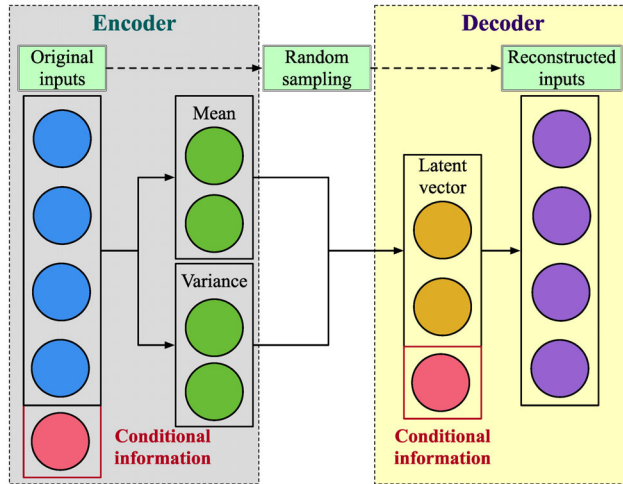 Encoder
Decoder
Original
inputs
Random
sampling
Reconstructed
inputs
Mean
Variance
Latent
vector
Conditional
information
Conditional
information